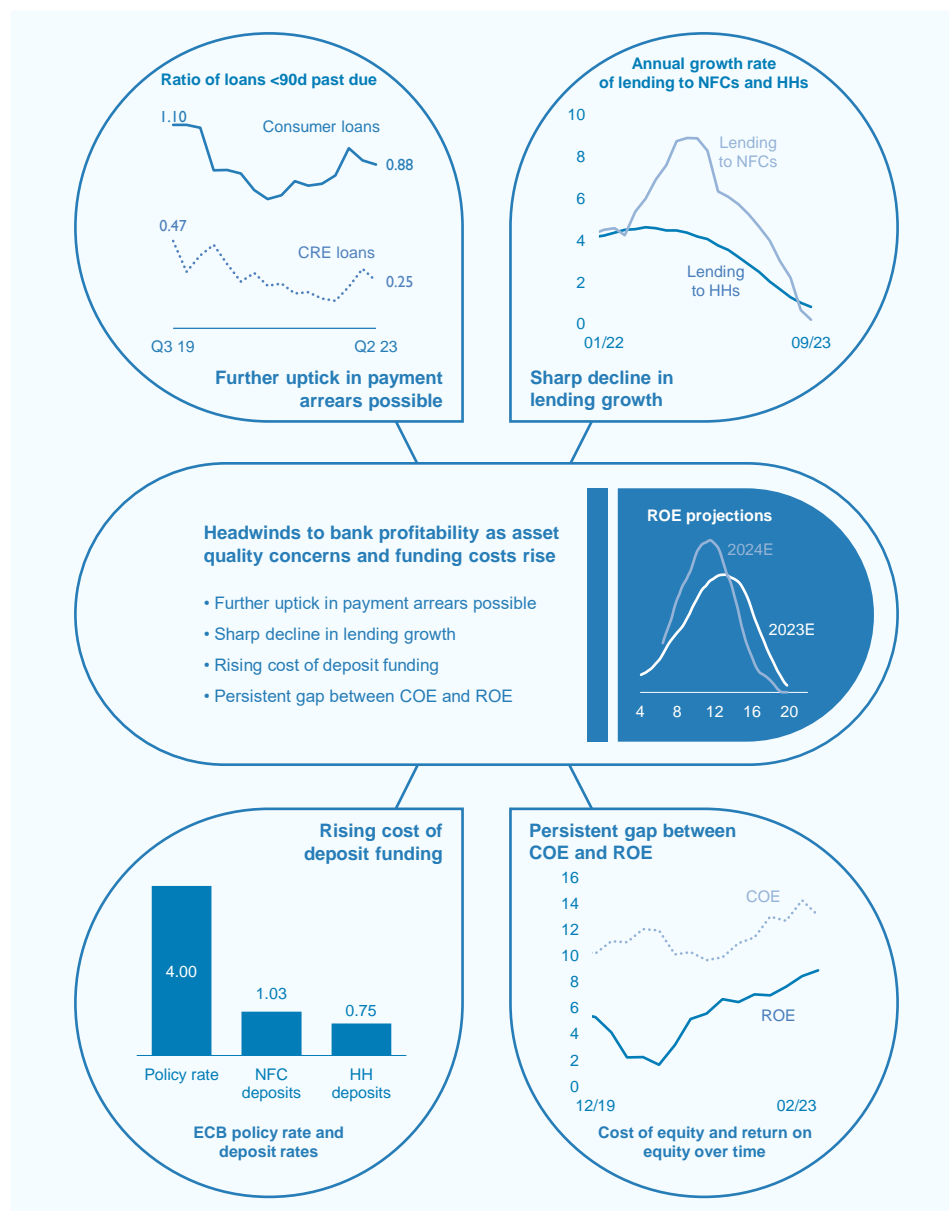 Ratio of loans <90d past due
1.10
Consumer loans
0.88
0.47
CRE loans
0.25
Q3 19
Q2 23
Further uptick in payment
arrears possible
Annual growth rate
of lending to NFCs and HHs
10
8
6
4
2
0
Lending
to NFCs
Lending
to HHs
01/22
09/23
Sharp decline in
lending growth
Headwinds to bank profitability as asset
quality concerns and funding costs rise
• Further uptick in payment arrears possible
• Sharp decline in lending growth
• Rising cost of deposit funding
• Persistent gap between COE and ROE
ROE projections
2024E
2023E
4 8 12 16 20
Rising cost of
deposit funding
4.00
1.03
0.75
Policy rate
NFC
deposits
HH
deposits
ECB policy rate and
deposit rates
Persistent gap between
COE and ROE
16
14
12
10
8
6
4
2
0
COE
ROE
12/19
02/23
Cost of equity and return on
equity over time